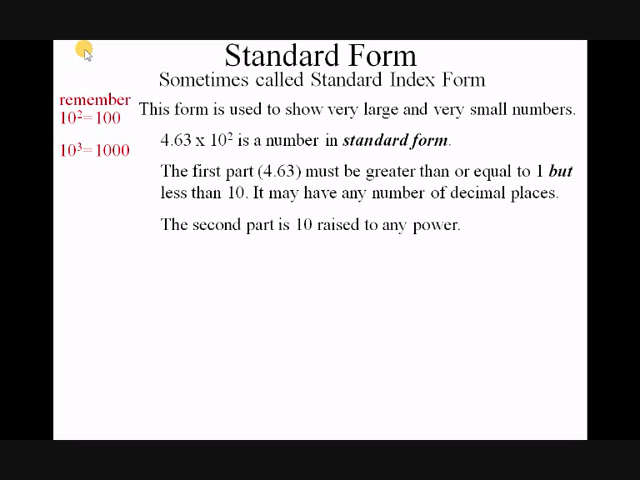 Standard Form
Sometimes called Standard Index Form
remember
10²=100
10³=1000
This form is used to show very large and very small numbers.
4.63 x 10² is a number in standard form.
The first part (4.63) must be greater than or equal to 1 but
less than 10. It may have any number of decimal places.
The second part is 10 raised to any power.